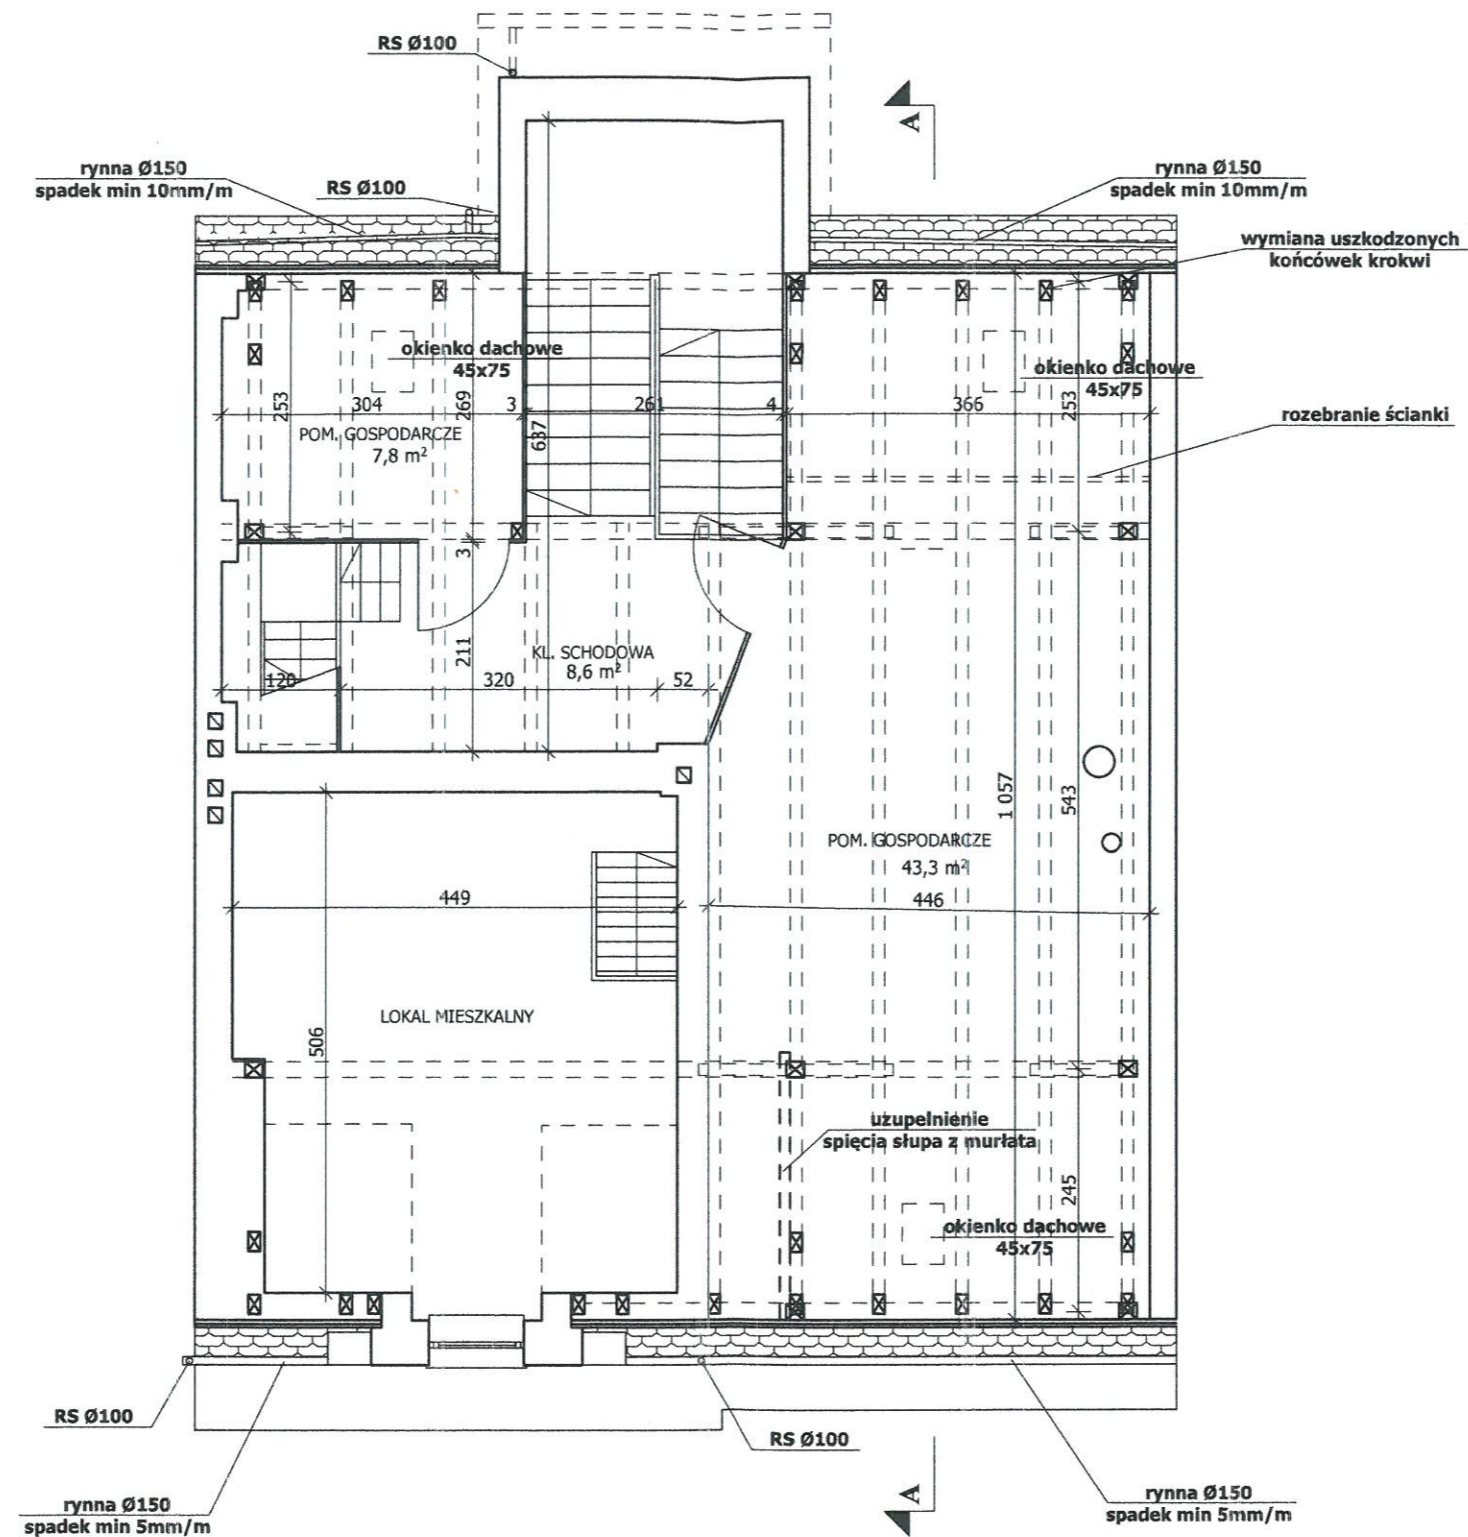 RS Ø100
A
rynna Ø150
spadek min 10mm/m
RS Ø100
rynna Ø150
spadek min 10mm/m
wymiana uszkodzonych
końcówek krokwi
okienko dachowe
45x75
okienko dachowe
45x75
253
304
269
3
261
637
4
366
253
rozebranie ścianki
POM. GOSPODARCZE
7,8 m²
3
211
KL. SCHODOWA
8,6 m²
120
320
52
1 057
543
POM. GOSPODARCZE
43,3 m²
449
446
LOKAL MIESZKALNY
506
uzupełnienie
spięcia słupa z murłata
245
okienko dachowe
45x75
RS Ø100
RS Ø100
A
rynna Ø150
spadek min 5mm/m
rynna Ø150
spadek min 5mm/m